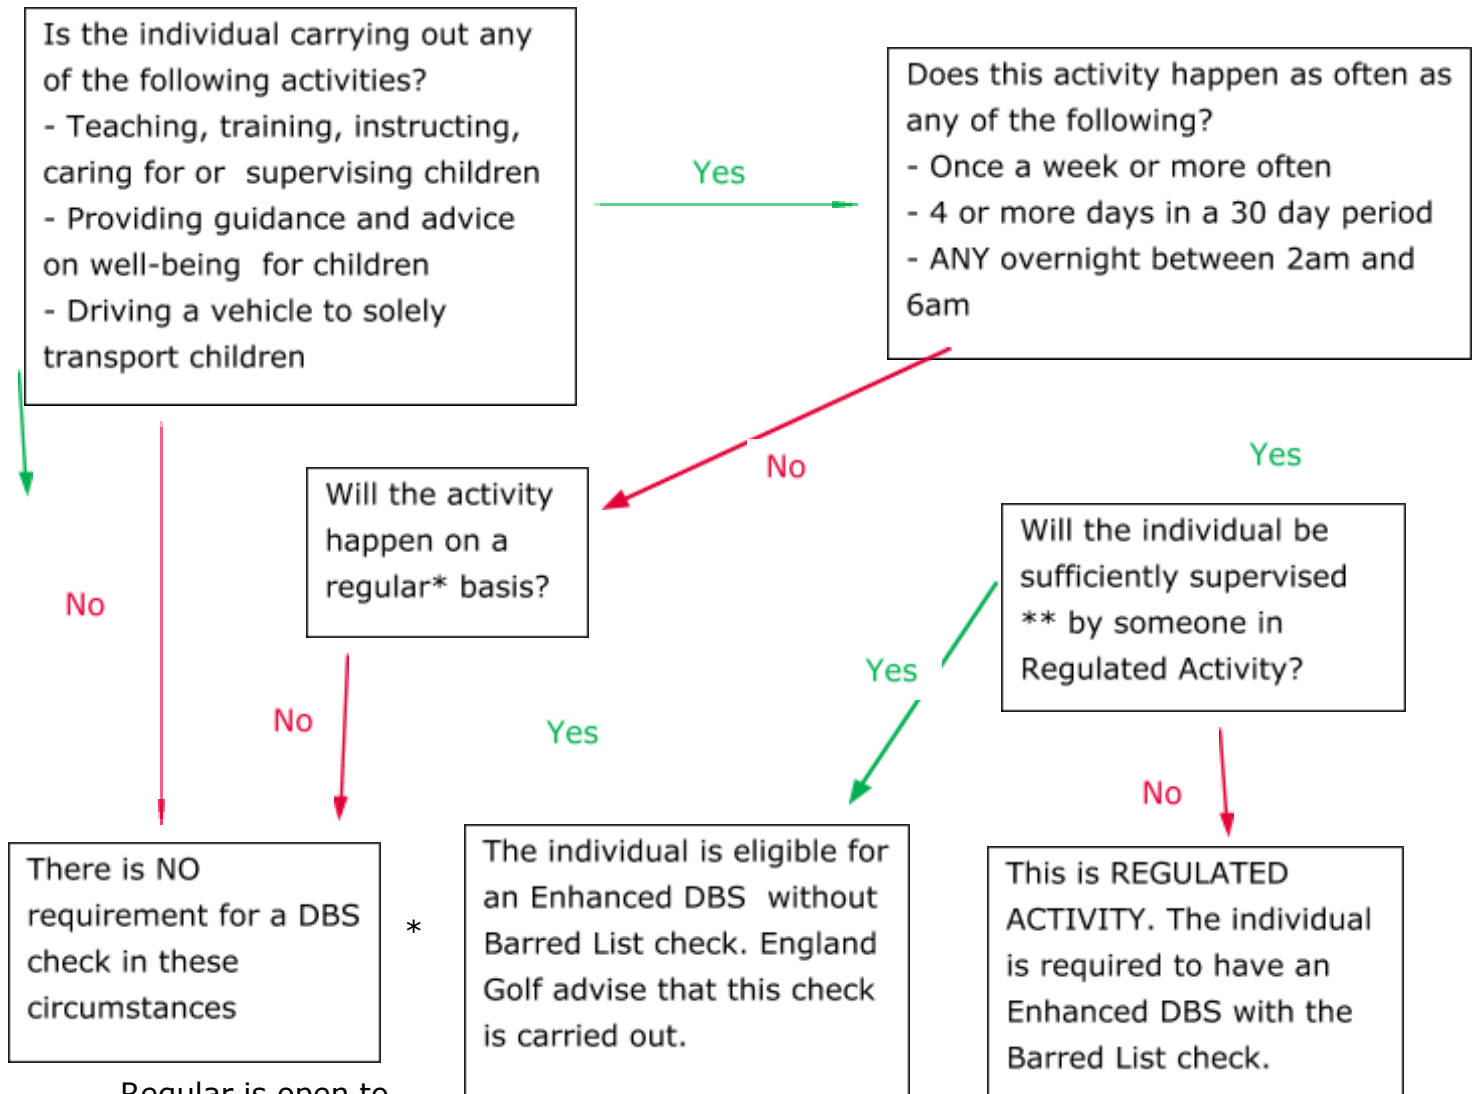 Is the individual carrying out any
of the following activities?
- Teaching, training, instructing,
caring for or  supervising children
- Providing guidance and advice
on well-being  for children
- Driving a vehicle to solely
transport children
Yes
Does this activity happen as often as
any of the following?
- Once a week or more often
- 4 or more days in a 30 day period
- ANY overnight between 2am and
6am
No
Yes
Will the activity
happen on a
regular* basis?
Will the individual be
sufficiently supervised
** by someone in
Regulated Activity?
No
No
Yes
Yes
No
There is NO
requirement for a DBS
check in these
circumstances
*
The individual is eligible for
an Enhanced DBS  without
Barred List check. England
Golf advise that this check
is carried out.
This is REGULATED
ACTIVITY. The individual
is required to have an
Enhanced DBS with the
Barred List check.
Regular is open to